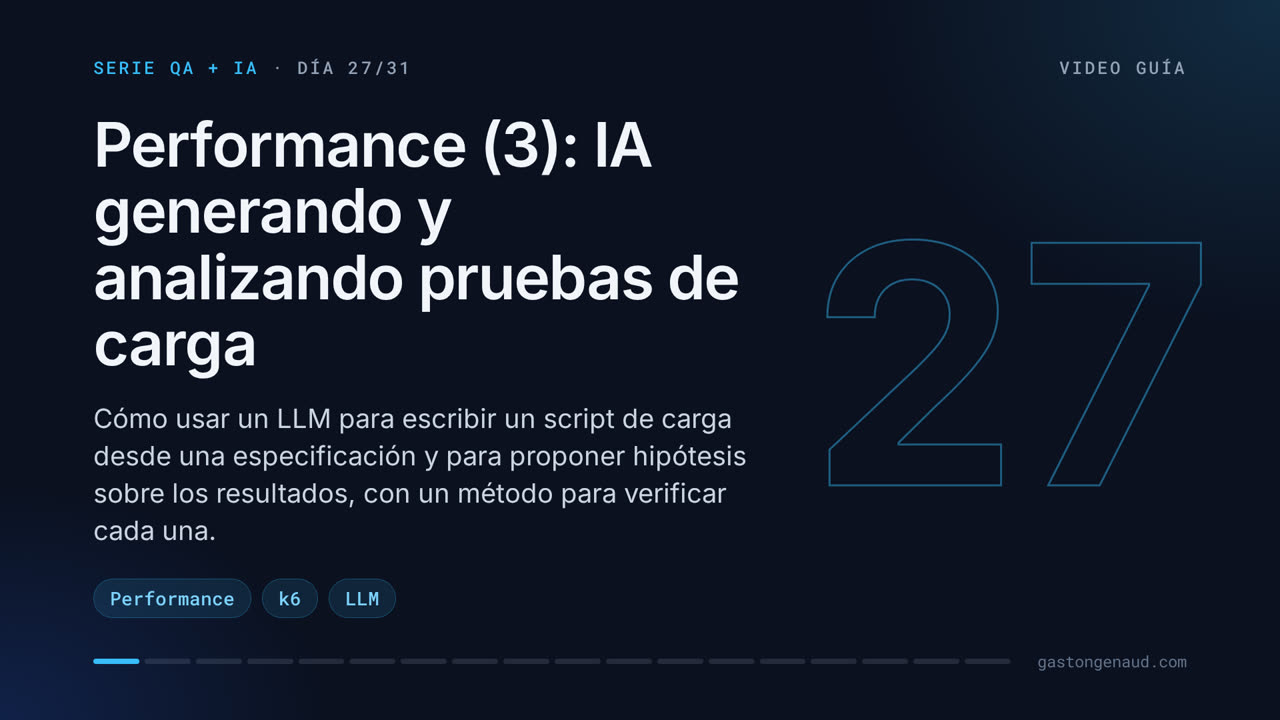 SERIE QA + IA · DÍA 27/31
VIDEO GUÍA
Performance (3): IA
generando y
analizando pruebas de
carga
27
Cómo usar un LLM para escribir un script de carga
desde una especificación y para proponer hipótesis
sobre los resultados, con un método para verificar
cada una.
Performance
k6
LLM
gastongenaud.com